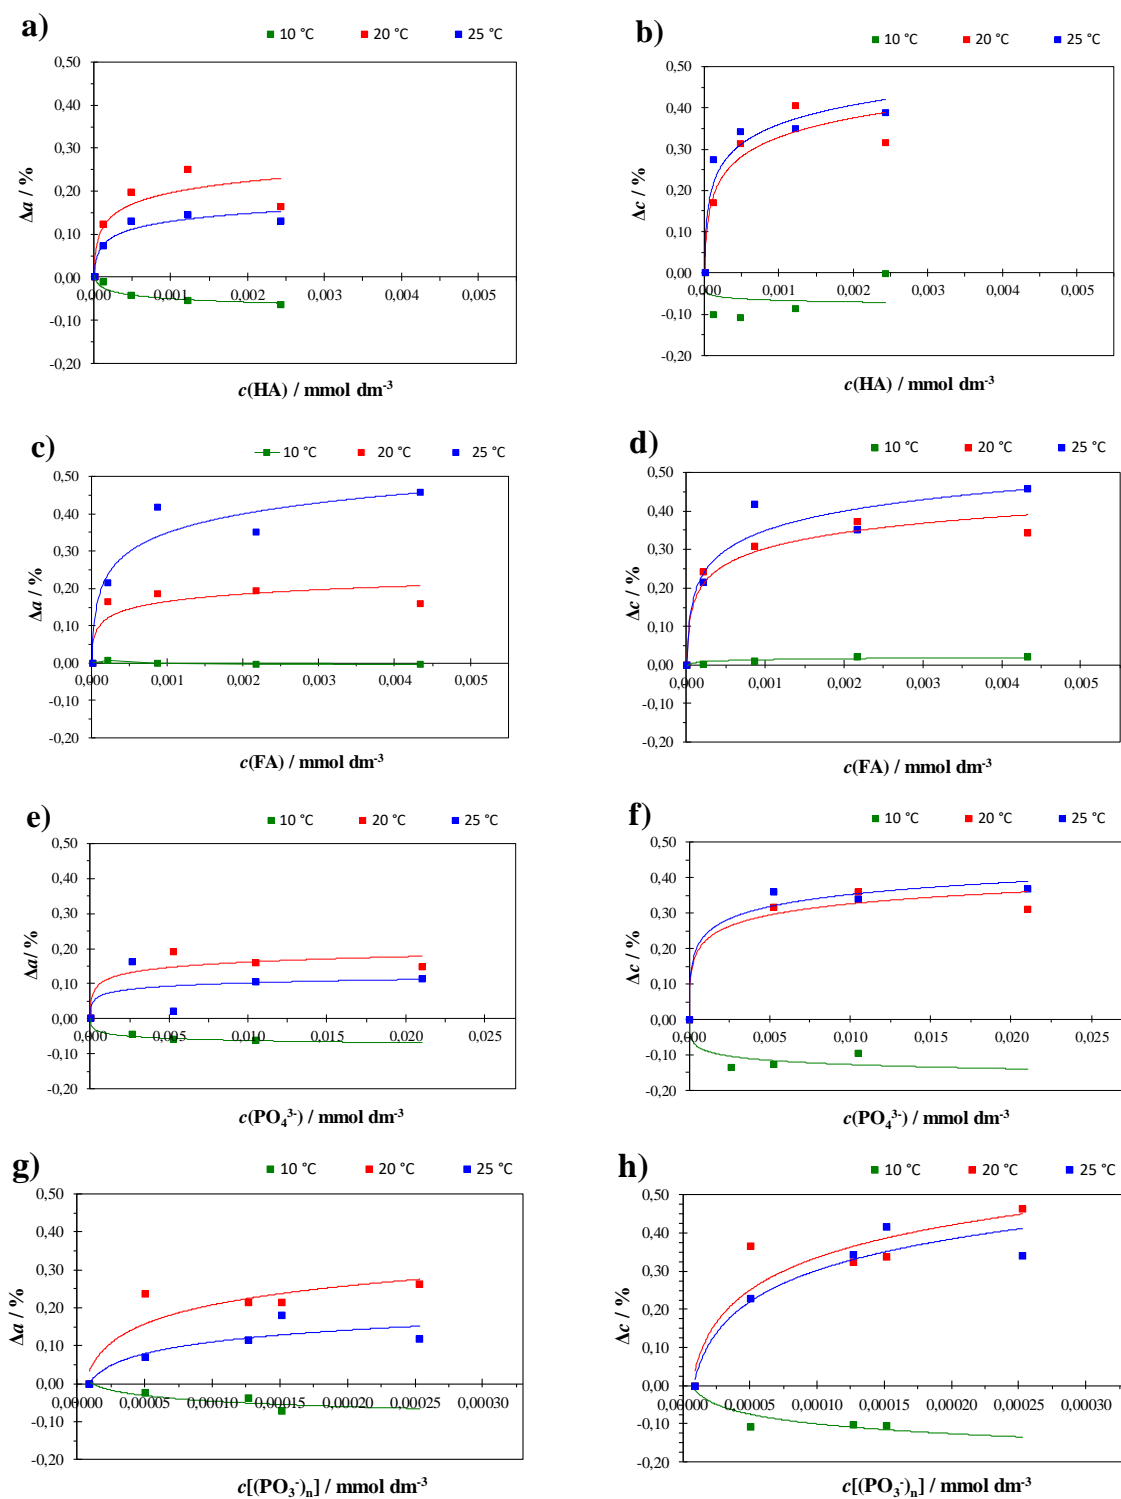 a)
10 °C 20 °C 25 °C
0,50
0,40
0,30
0,20
0,10
0,00
-0,10
-0,20
Δa / %
0,000 0,001 0,002 0,003 0,004 0,005
c(HA) / mmol dm-3
b)
10 °C 20 °C 25 °C
0,50
0,40
0,30
0,20
0,10
0,00
-0,10
-0,20
Δc / %
0,000 0,001 0,002 0,003 0,004 0,005
c(HA) / mmol dm-3
c)
10 °C 20 °C 25 °C
0,50
0,40
0,30
0,20
0,10
0,00
-0,10
-0,20
Δa / %
0,000 0,001 0,002 0,003 0,004 0,005
c(FA) / mmol dm-3
d)
10 °C 20 °C 25 °C
0,50
0,40
0,30
0,20
0,10
0,00
-0,10
-0,20
Δc / %
0,000 0,001 0,002 0,003 0,004 0,005
c(FA) / mmol dm-3
e)
10 °C 20 °C 25 °C
0,50
0,40
0,30
0,20
0,10
0,00
-0,10
-0,20
Δa/ %
0,000 0,005 0,010 0,015 0,020 0,025
c(PO43-) / mmol dm-3
f)
10 °C 20 °C 25 °C
0,50
0,40
0,30
0,20
0,10
0,00
-0,10
-0,20
Δc / %
0,000 0,005 0,010 0,015 0,020 0,025
c(PO43-) / mmol dm-3
g)
10 °C 20 °C 25 °C
0,50
0,40
0,30
0,20
0,10
0,00
-0,10
-0,20
Δa / %
0,00000 0,00005 0,00010 0,00015 0,00020 0,00025 0,00030
c[(PO3-)n] / mmol dm-3
h)
10 °C 20 °C 25 °C
0,50
0,40
0,30
0,20
0,10
0,00
-0,10
-0,20
Δc / %
0,00000 0,00005 0,00010 0,00015 0,00020 0,00025 0,00030
c[(PO3-)n] / mmol dm-3